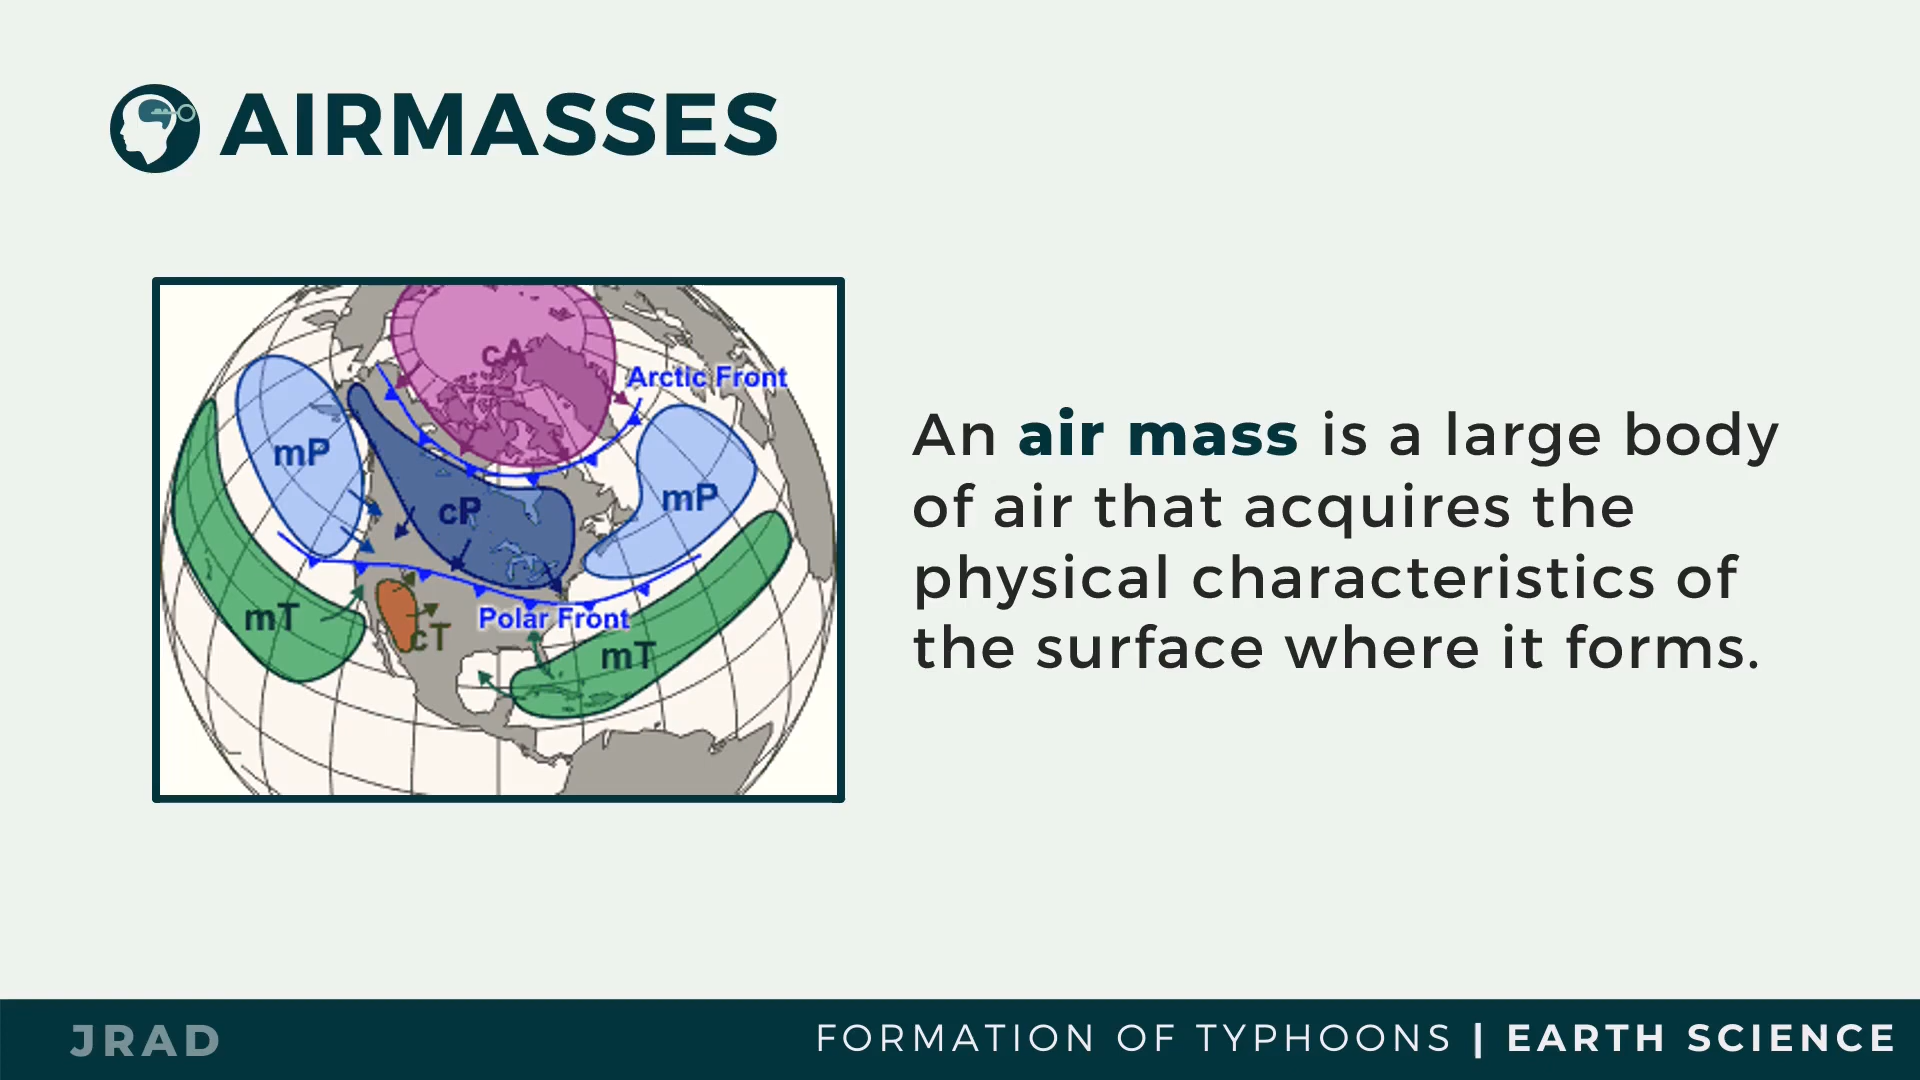 AIRMASSES
cA
Arctic Front
mP
cP
mP
mT
Polar Front
cT
mT
An air mass is a large body
of air that acquires the
physical characteristics of
the surface where it forms.
JRAD
FORMATION OF TYPHOONS | EARTH SCIENCE